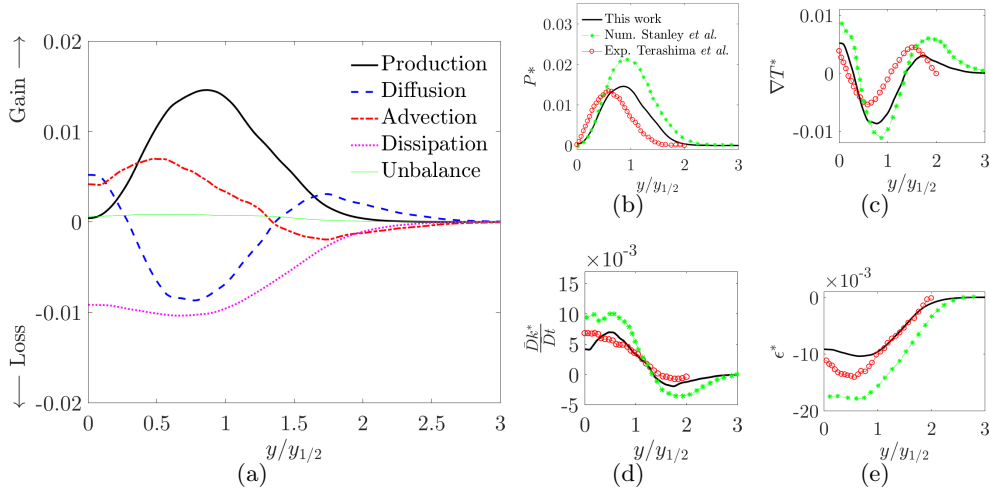 Gain ⟶
⟵ Loss
0.02
0.01
0
-0.01
-0.02
Production
Diffusion
Advection
Dissipation
Unbalance
0 0.5 1 1.5 2 2.5 3
y/y1/2
(a)
P*
0.03
0.02
0.01
0
This work
Num. Stanley et al.
Exp. Terashima et al.
0 1 2 3
y/y1/2
(b)
∇T*
0.01
0
-0.01
0 1 2 3
y/y1/2
(c)
×10⁻³
D̄k*/D̄t
15
10
5
0
-5
0 1 2 3
y/y1/2
(d)
×10⁻³
ϵ*
0
-10
-20
0 1 2 3
y/y1/2
(e)